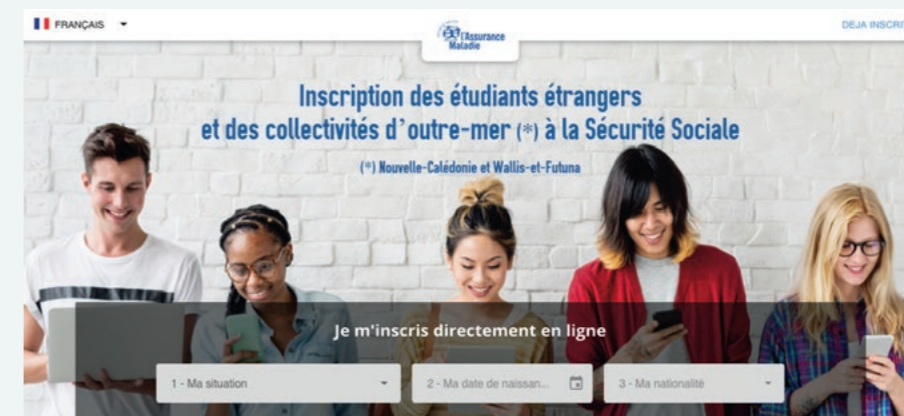 FRANÇAIS
l'Assurance
Maladie
DEJA INSCRIT
Inscription des étudiants étrangers
et des collectivités d'outre-mer (*) à la Sécurité Sociale
(*) Nouvelle-Calédonie et Wallis-et-Futuna
Je m'inscris directement en ligne
1 - Ma situation
2 - Ma date de naissan...
3 - Ma nationalité